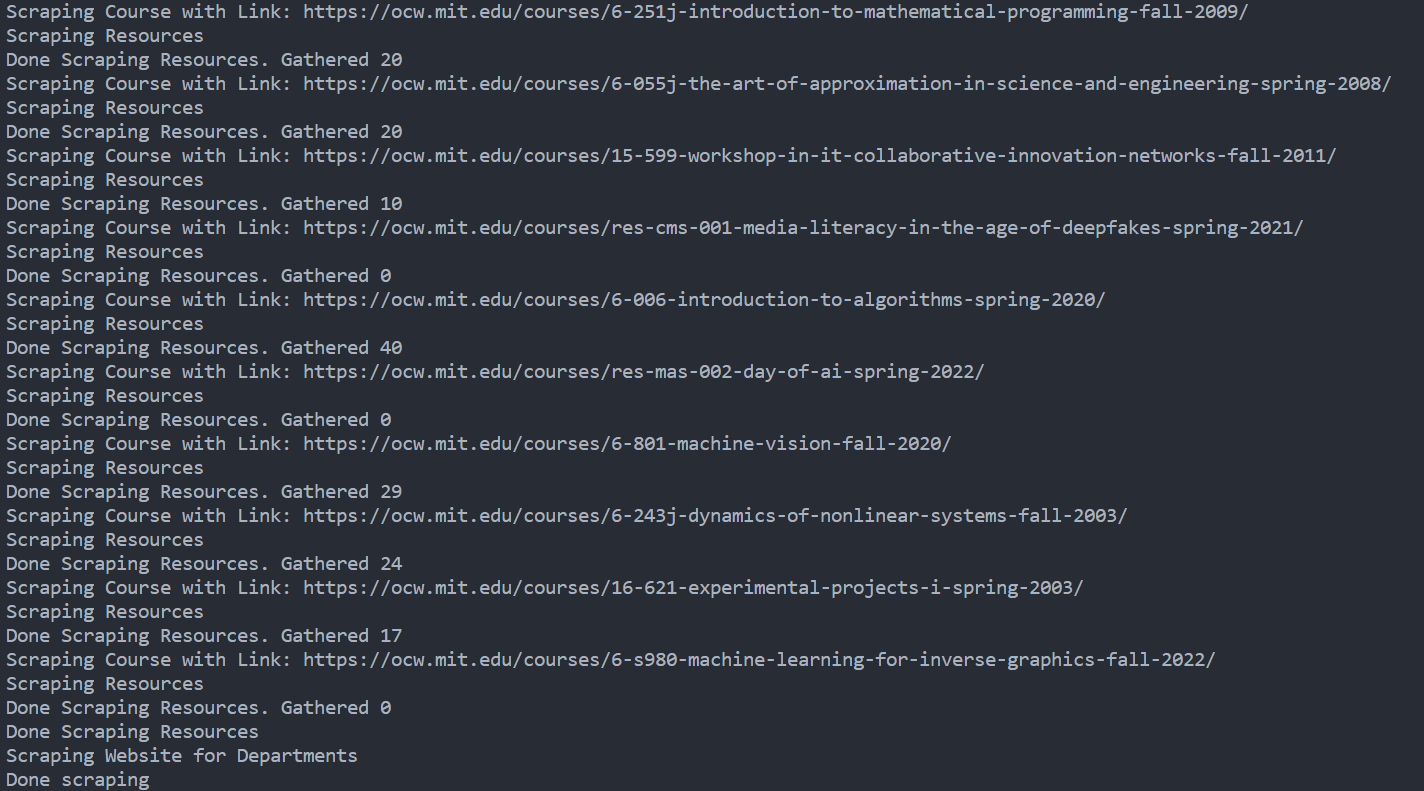 Scraping Course with Link: https://ocw.mit.edu/courses/6-251j-introduction-to-mathematical-programming-fall-2009/
Scraping Resources
Done Scraping Resources. Gathered 20
Scraping Course with Link: https://ocw.mit.edu/courses/6-055j-the-art-of-approximation-in-science-and-engineering-spring-2008/
Scraping Resources
Done Scraping Resources. Gathered 20
Scraping Course with Link: https://ocw.mit.edu/courses/15-599-workshop-in-it-collaborative-innovation-networks-fall-2011/
Scraping Resources
Done Scraping Resources. Gathered 10
Scraping Course with Link: https://ocw.mit.edu/courses/res-cms-001-media-literacy-in-the-age-of-deepfakes-spring-2021/
Scraping Resources
Done Scraping Resources. Gathered 0
Scraping Course with Link: https://ocw.mit.edu/courses/6-006-introduction-to-algorithms-spring-2020/
Scraping Resources
Done Scraping Resources. Gathered 40
Scraping Course with Link: https://ocw.mit.edu/courses/res-mas-002-day-of-ai-spring-2022/
Scraping Resources
Done Scraping Resources. Gathered 0
Scraping Course with Link: https://ocw.mit.edu/courses/6-801-machine-vision-fall-2020/
Scraping Resources
Done Scraping Resources. Gathered 29
Scraping Course with Link: https://ocw.mit.edu/courses/6-243j-dynamics-of-nonlinear-systems-fall-2003/
Scraping Resources
Done Scraping Resources. Gathered 24
Scraping Course with Link: https://ocw.mit.edu/courses/16-621-experimental-projects-i-spring-2003/
Scraping Resources
Done Scraping Resources. Gathered 17
Scraping Course with Link: https://ocw.mit.edu/courses/6-s980-machine-learning-for-inverse-graphics-fall-2022/
Scraping Resources
Done Scraping Resources. Gathered 0
Done Scraping Resources
Scraping Website for Departments
Done scraping